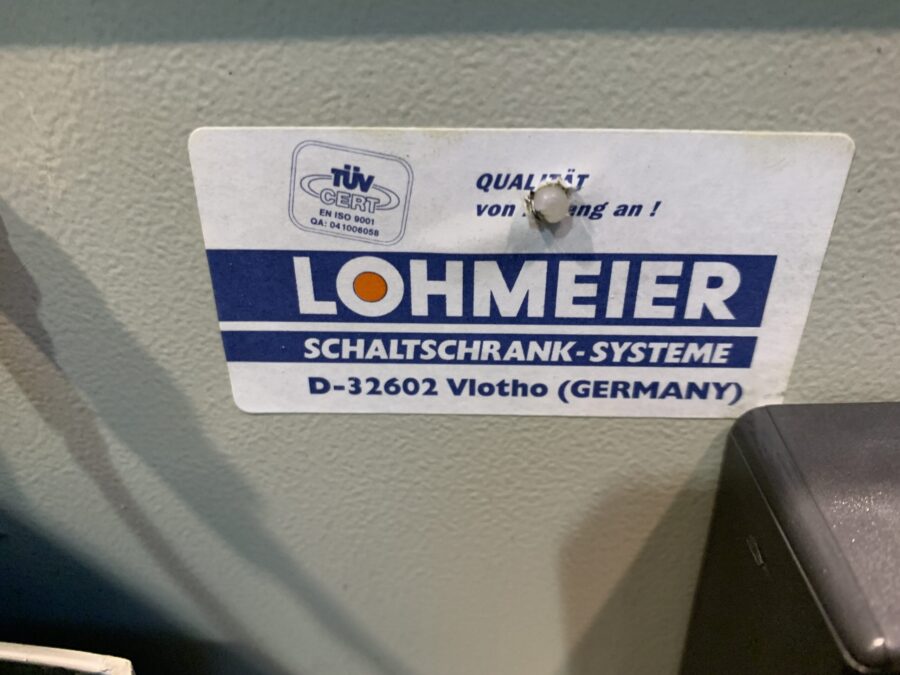 TÜV
CERT
EN ISO 9001
QA: 041006058
QUALITÄT
von an !
LOHMEIER
SCHALTSCHRANK-SYSTEME
D-32602 Vlotho (GERMANY)